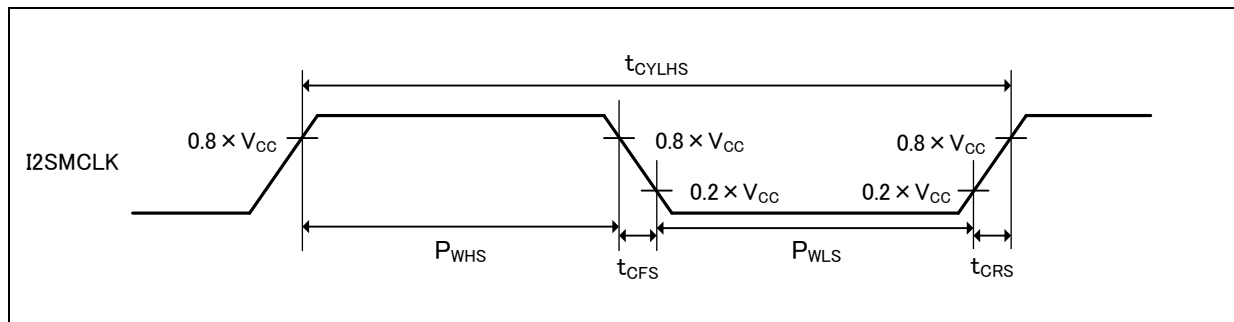 tCYLHS
0.8 × VCC
0.8 × VCC
0.8 × VCC
I2SMCLK
0.2 × VCC
0.2 × VCC
PWHS
tCFS
PWLS
tCRS